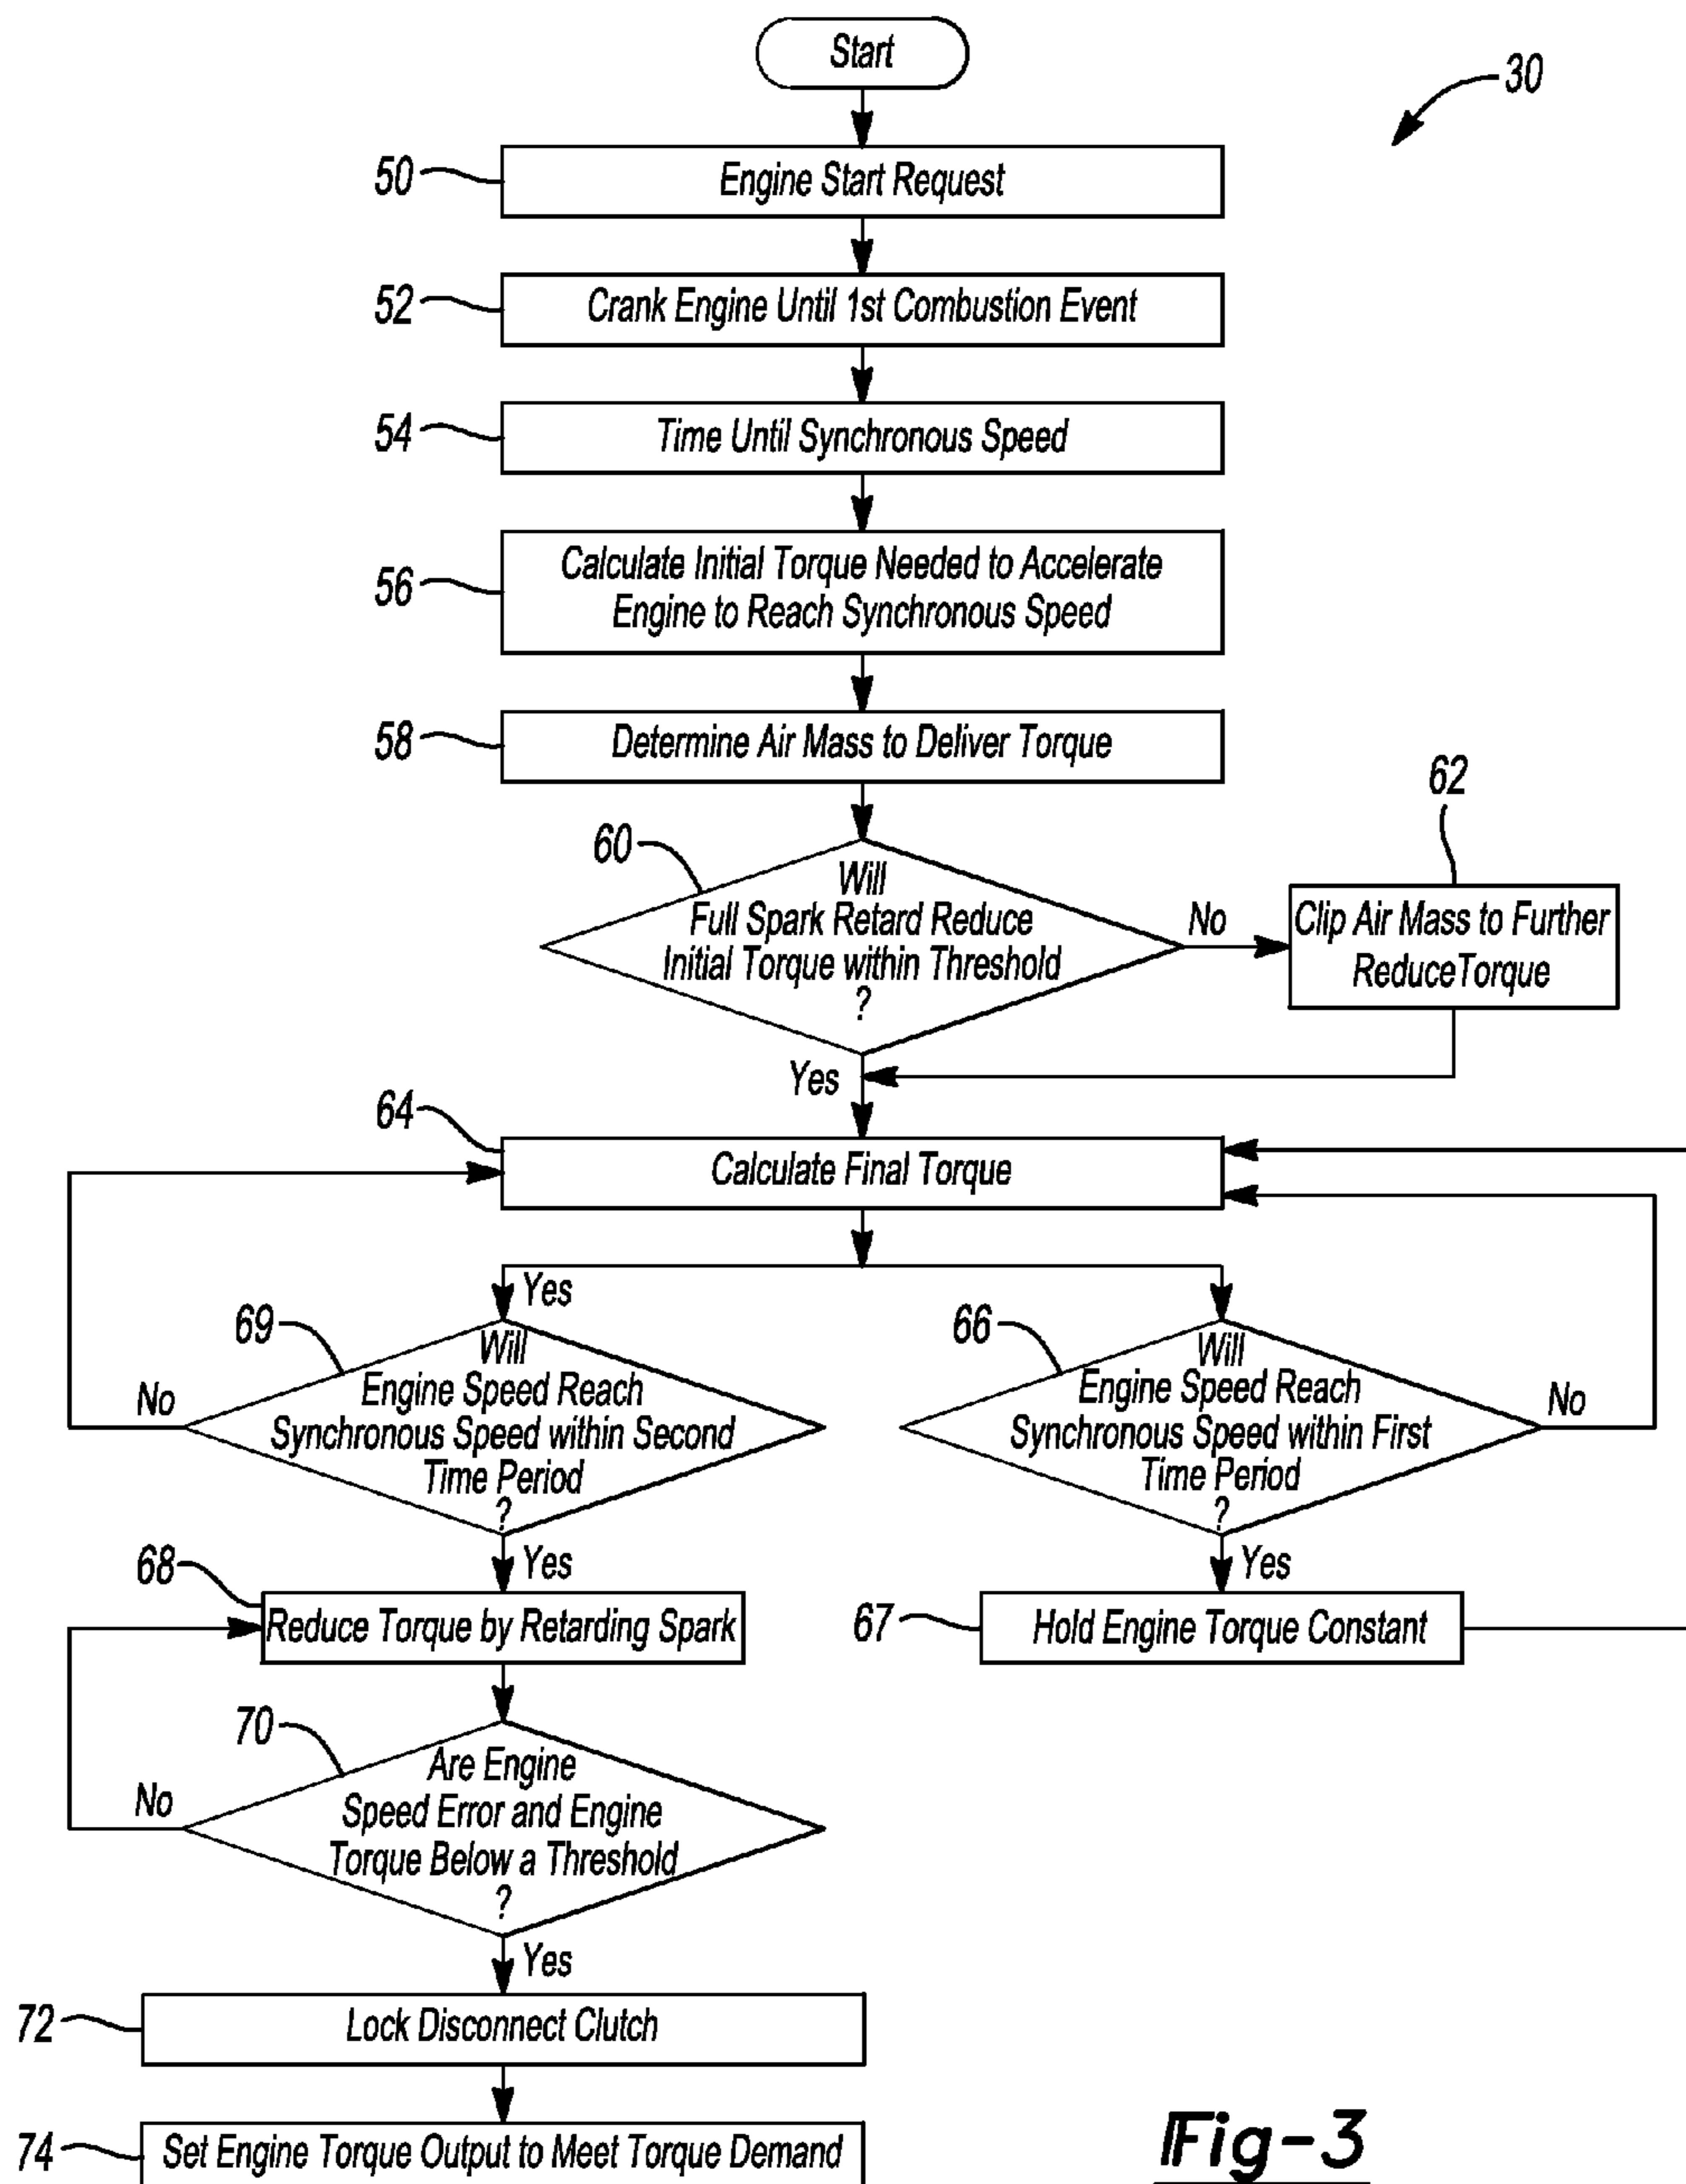 Start
30
50
Engine Start Request
52
Crank Engine Until 1st Combustion Event
54
Time Until Synchronous Speed
56
Calculate Initial Torque Needed to Accelerate
Engine to Reach Synchronous Speed
58
Determine Air Mass to Deliver Torque
60
Will
Full Spark Retard Reduce
Initial Torque within Threshold
?
No
62
Clip Air Mass to Further
ReduceTorque
Yes
64
Calculate Final Torque
Yes
69
Will
Engine Speed Reach
Synchronous Speed within Second
Time Period
?
No
66
Will
Engine Speed Reach
Synchronous Speed within First
Time Period
?
No
Yes
68
Reduce Torque by Retarding Spark
Yes
67
Hold Engine Torque Constant
70
Are Engine
Speed Error and Engine
Torque Below a Threshold
?
No
Yes
72
Lock Disconnect Clutch
74
Set Engine Torque Output to Meet Torque Demand
Fig-3